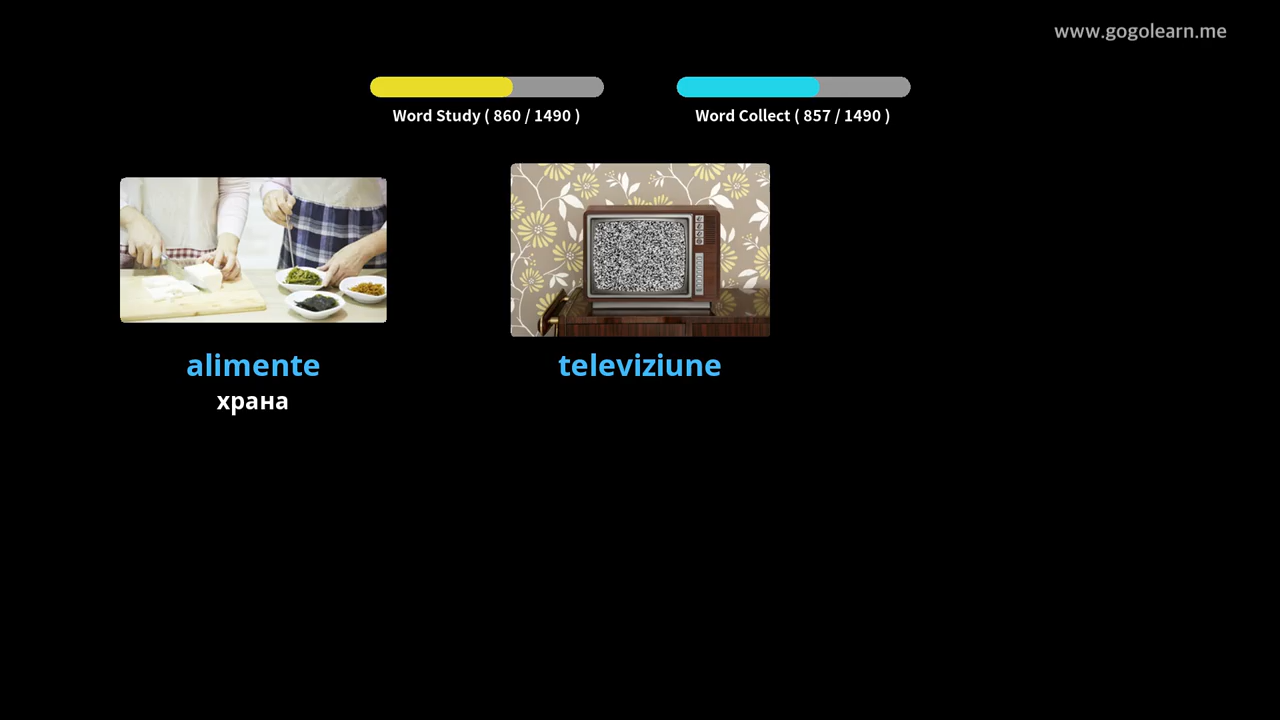 www.gogolearn.me
Word Study ( 860 / 1490 )
Word Collect ( 857 / 1490 )
alimente
храна
televiziune